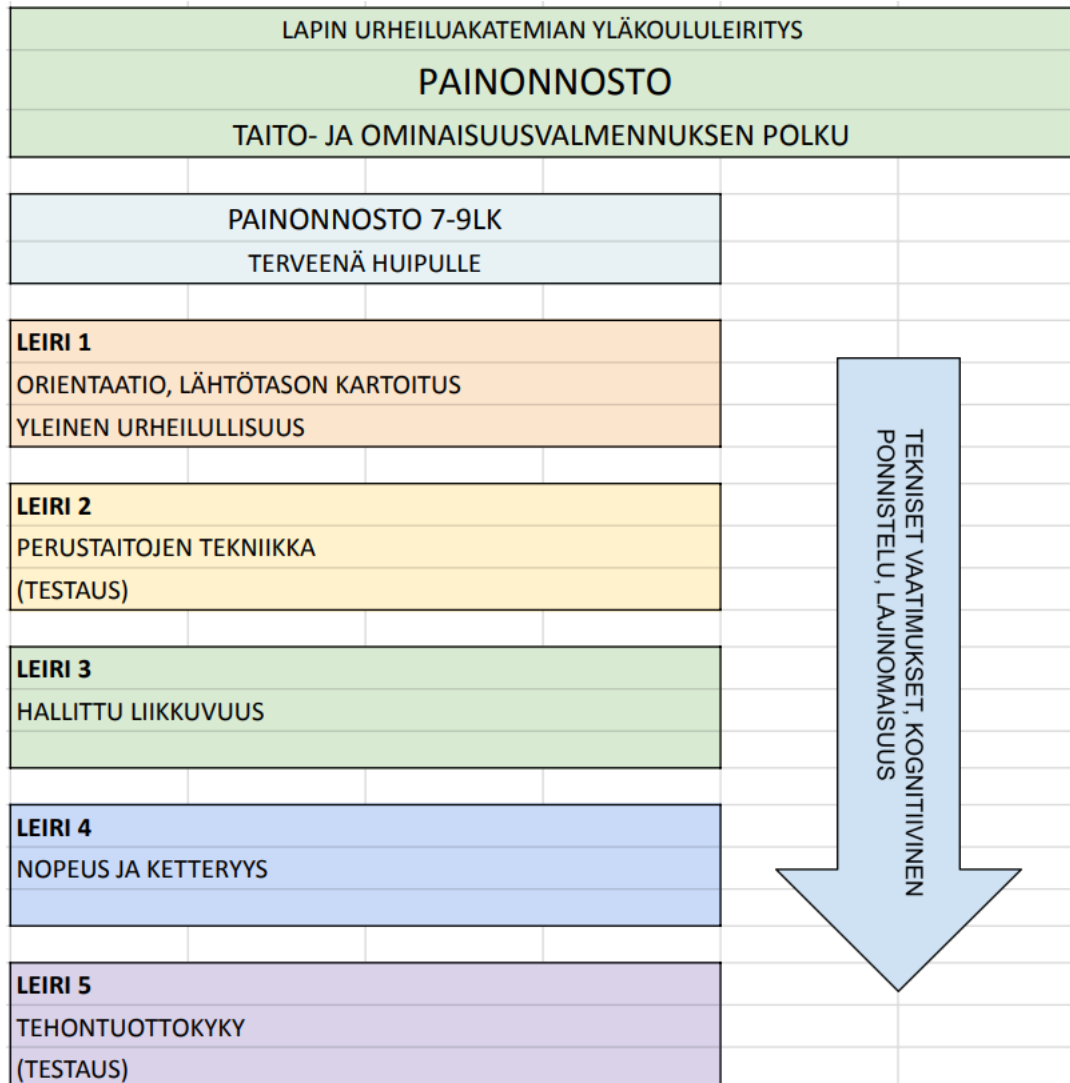 LAPIN URHEILUAKATEMIAN YLÄKOULULEIRITYS
PAINONNOSTO
TAITO- JA OMINAISUUSVALMENNUKSEN POLKU
PAINONNOSTO 7-9LK
TERVEENÄ HUIPULLE
LEIRI 1
ORIENTAATIO, LÄHTÖTASON KARTOITUS
YLEINEN URHEILULLISUUS
LEIRI 2
PERUSTAITOJEN TEKNIIKKA
(TESTAUS)
LEIRI 3
HALLITTU LIIKKUVUUS
LEIRI 4
NOPEUS JA KETTERYYS
LEIRI 5
TEHONTUOTTOKYKY
(TESTAUS)
TEKNISET VAATIMUKSET, KOGNITIIVINEN
PONNISTELU, LAJINOMAISUUS